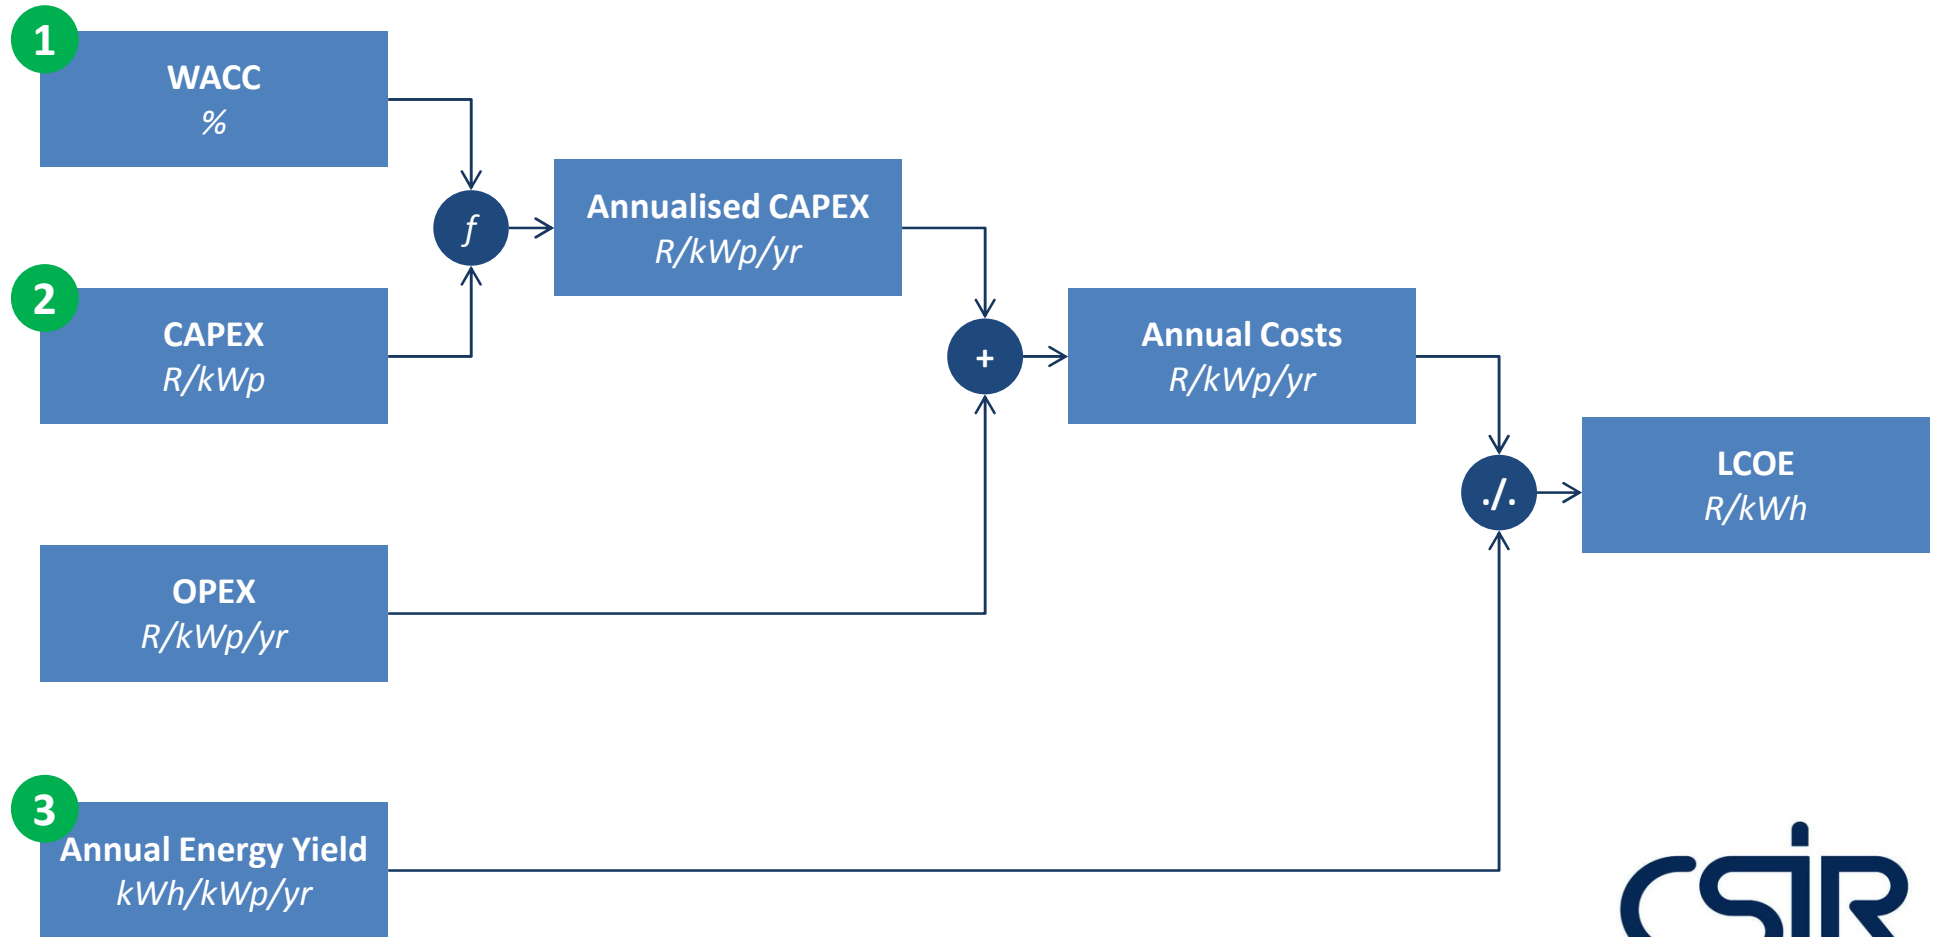 1
WACC
%
f
Annualised CAPEX
R/kWp/yr
2
CAPEX
R/kWp
+
Annual Costs
R/kWp/yr
./.
LCOE
R/kWh
OPEX
R/kWp/yr
3
Annual Energy Yield
kWh/kWp/yr
CSIR